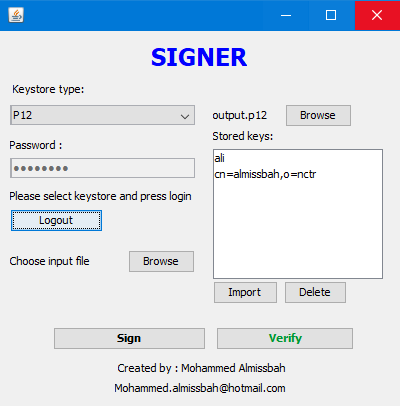 SIGNER
Keystore type:
P12
output.p12
Browse
Stored keys:
Password :
ali
cn=almissbah,o=nctr
Please select keystore and press login
Logout
Choose input file
Browse
Import
Delete
Sign
Verify
Created by : Mohammed Almissbah
Mohammed.almissbah@hotmail.com